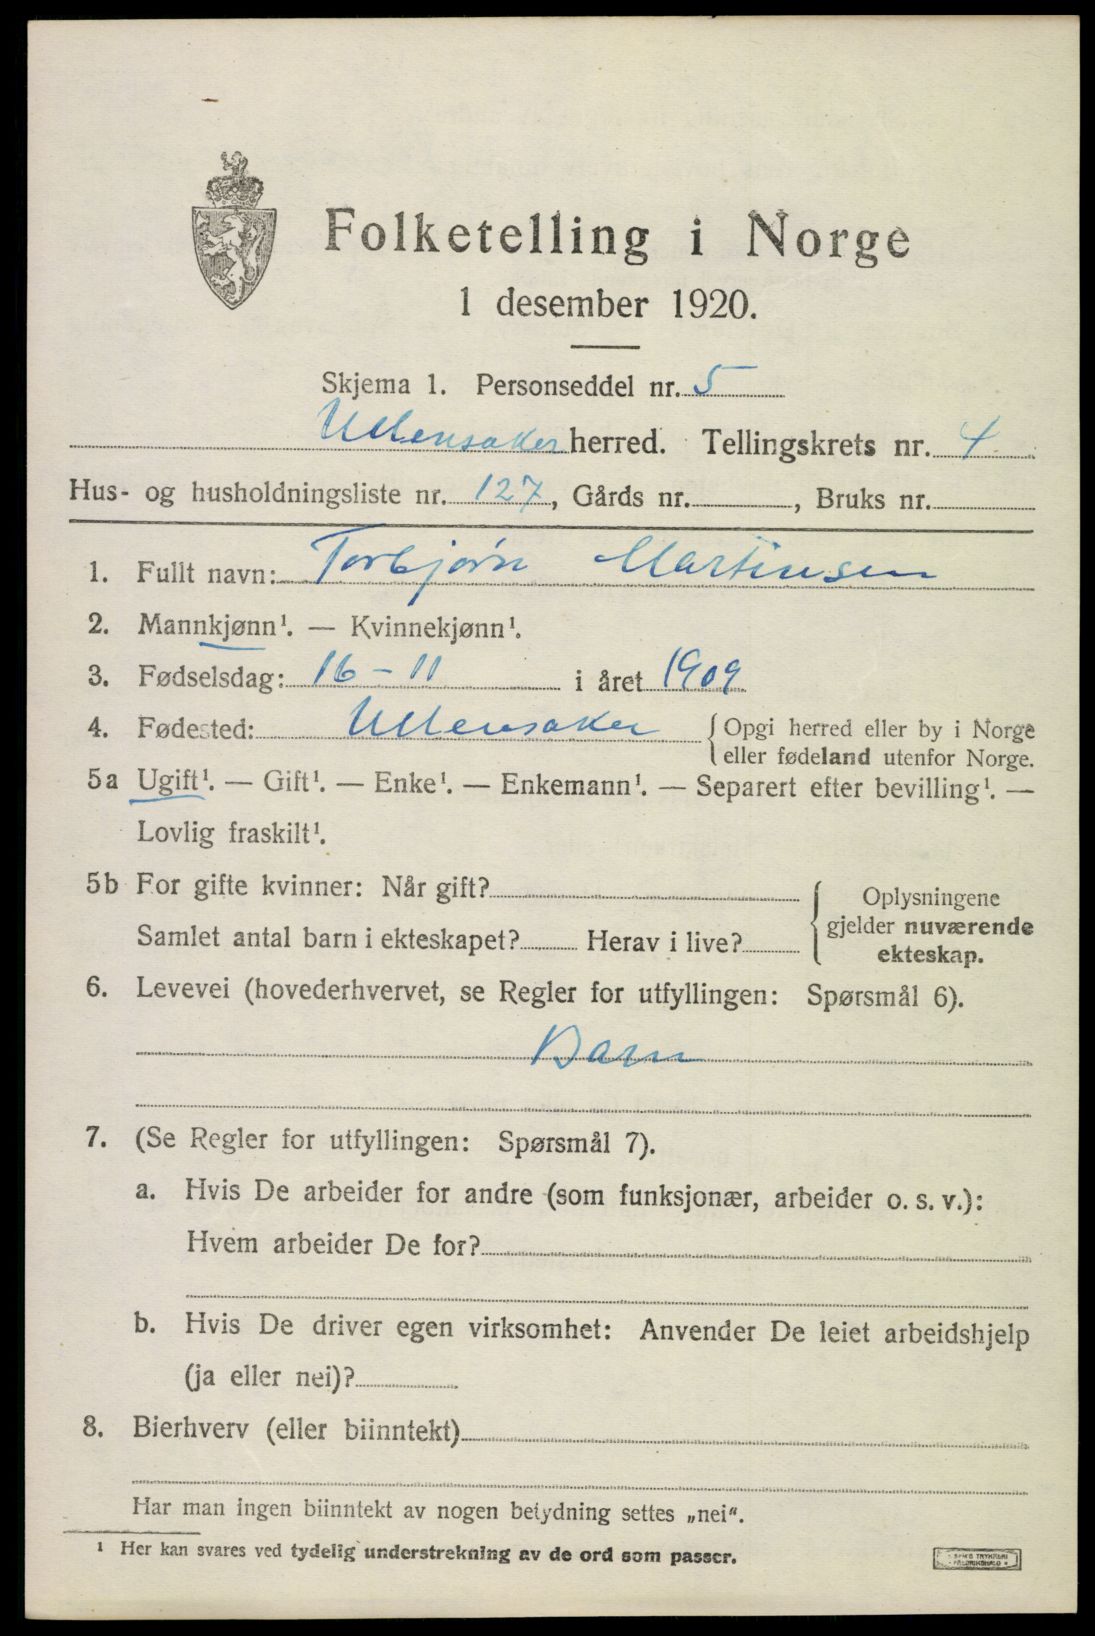 Folketelling i Norge
1 desember 1920.
Skjema 1. Personseddel nr. 5
Ullensaker herred. Tellingskrets nr. 4
Hus- og husholdningsliste nr. 127, Gårds nr. , Bruks nr.
1. Fullt navn: Torbjørn Martinsen
2. Mannkjønn¹. — Kvinnekjønn¹.
3. Fødselsdag: 16 - 11 i året 1909
4. Fødested: Ullensaker { Opgi herred eller by i Norge
eller fødeland utenfor Norge.
5a Ugift¹. — Gift¹. — Enke¹. — Enkemann¹. — Separert efter bevilling¹. —
Lovlig fraskilt¹.
5b For gifte kvinner: Når gift? { Oplysningene
gjelder nuværende
Samlet antal barn i ekteskapet? Herav i live?
ekteskap.
6. Levevei (hovederhvervet, se Regler for utfyllingen: Spørsmål 6).
Barn
7. (Se Regler for utfyllingen: Spørsmål 7).
a. Hvis De arbeider for andre (som funksjonær, arbeider o. s. v.):
Hvem arbeider De for?
b. Hvis De driver egen virksomhet: Anvender De leiet arbeidshjelp
(ja eller nei)?
8. Bierhverv (eller biinntekt)
Har man ingen biinntekt av nogen betydning settes „nei".
¹ Her kan svares ved tydelig understrekning av de ord som passer.